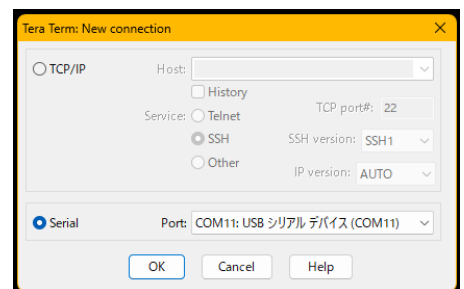 Tera Term: New connection
TCP/IP Host:
History
Service: Telnet TCP port#: 22
SSH SSH version: SSH1
Other IP version: AUTO
Serial Port: COM11: USB シリアル デバイス (COM11)
OK Cancel Help